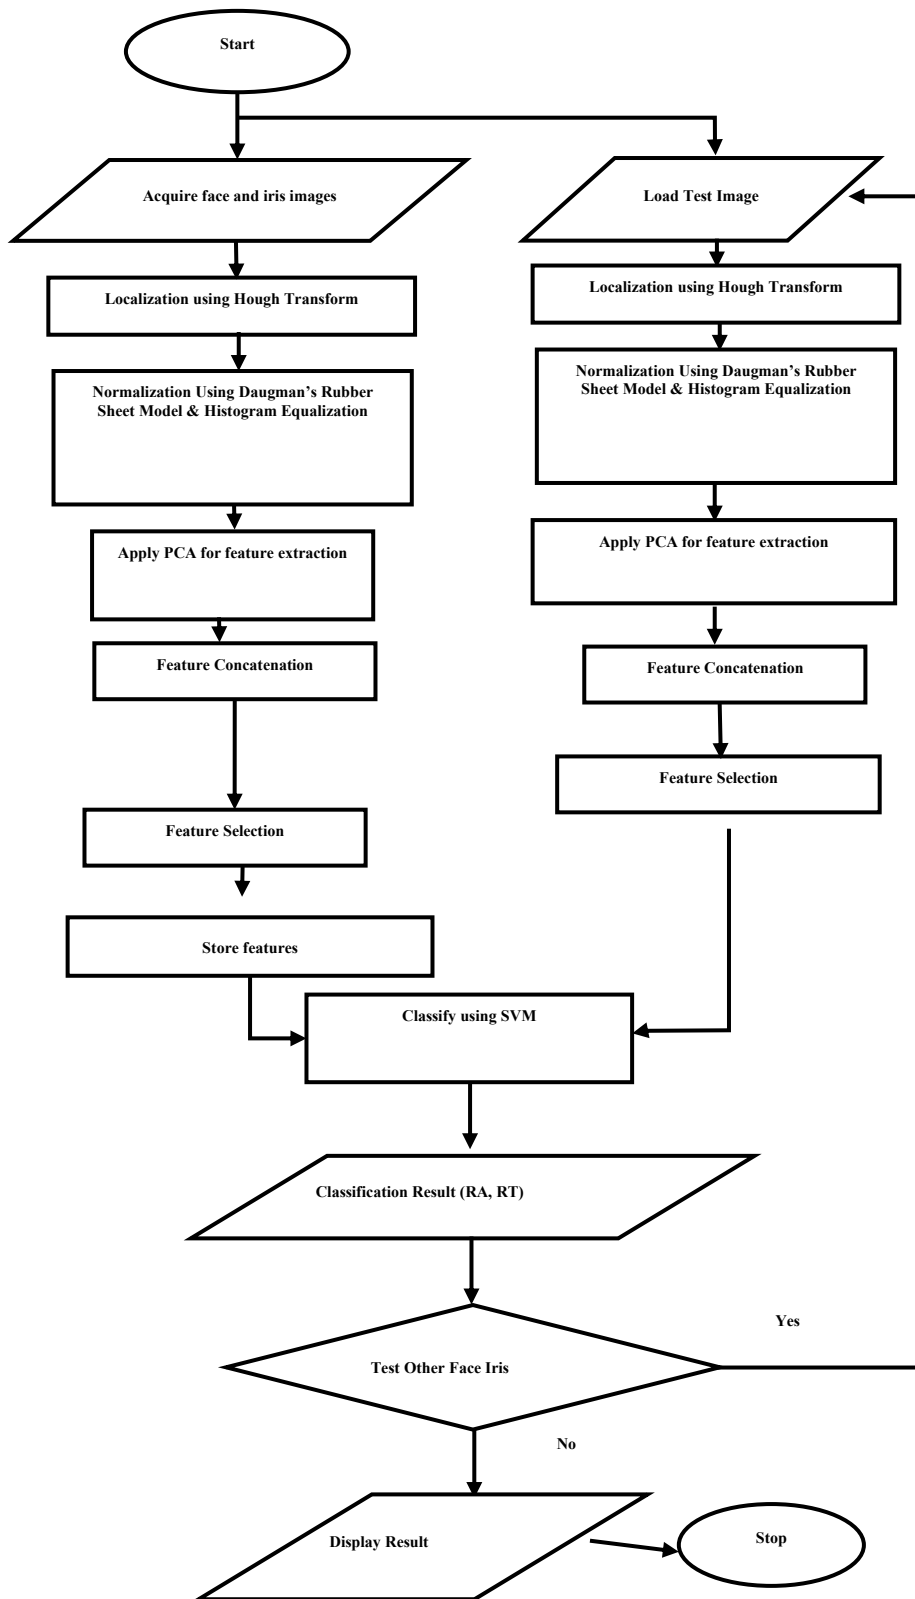 Start
Acquire face and iris images
Load Test Image
Localization using Hough Transform
Localization using Hough Transform
Normalization Using Daugman’s Rubber
Sheet Model & Histogram Equalization
Normalization Using Daugman’s Rubber
Sheet Model & Histogram Equalization
Apply PCA for feature extraction
Apply PCA for feature extraction
Feature Concatenation
Feature Concatenation
Feature Selection
Feature Selection
Store features
Classify using SVM
Classification Result (RA, RT)
Yes
Test Other Face Iris
No
Display Result
Stop